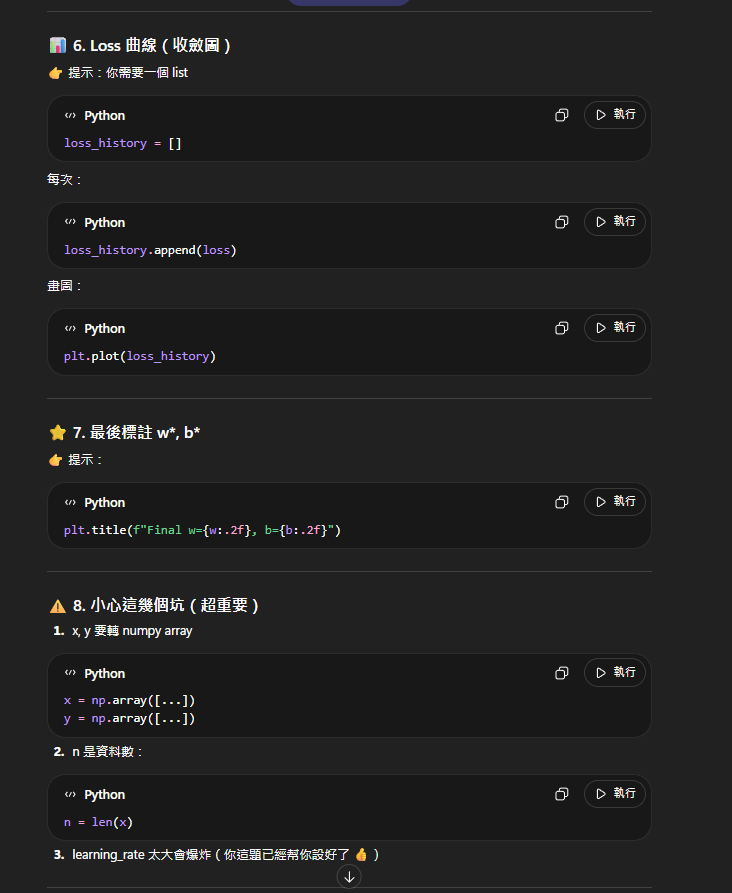 📊 6. Loss 曲線（收斂圖）
👉 提示：你需要一個 list
Python
執行
loss_history = []
每次：
Python
執行
loss_history.append(loss)
畫圖：
Python
執行
plt.plot(loss_history)
⭐ 7. 最後標註 w*, b*
👉 提示：
Python
執行
plt.title(f"Final w={w:.2f}, b={b:.2f}")
⚠️ 8. 小心這幾個坑（超重要）
1. x, y 要轉 numpy array
Python
執行
x = np.array([...])
y = np.array([...])
2. n 是資料數：
Python
執行
n = len(x)
3. learning_rate 太大會爆炸（你這題已經幫你設好了 👍）